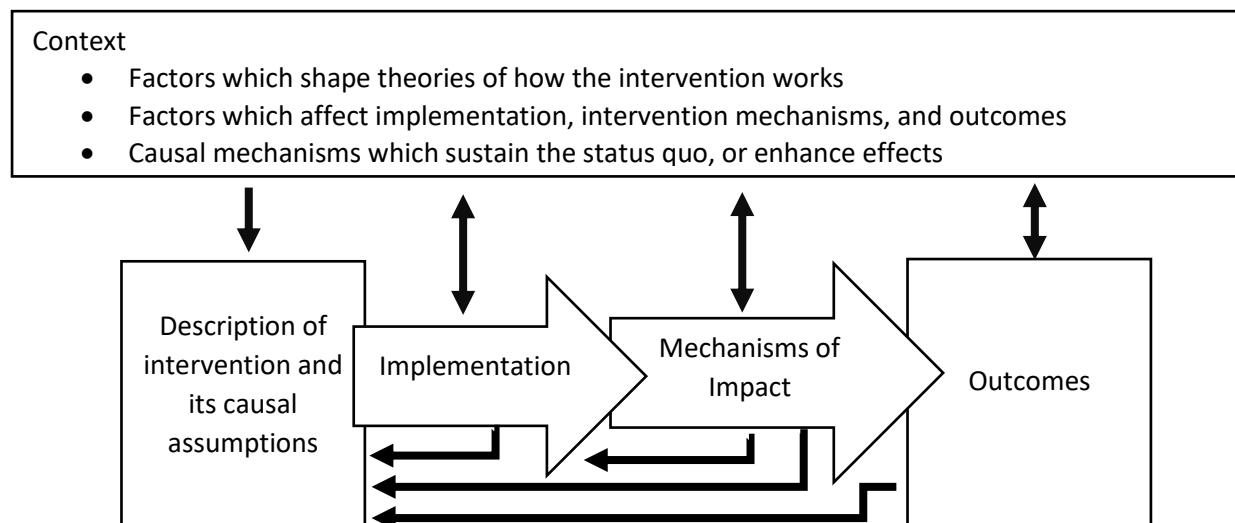 Context
• Factors which shape theories of how the intervention works
• Factors which affect implementation, intervention mechanisms, and outcomes
• Causal mechanisms which sustain the status quo, or enhance effects
Description of
intervention and
its causal
assumptions
Implementation
Mechanisms of
Impact
Outcomes